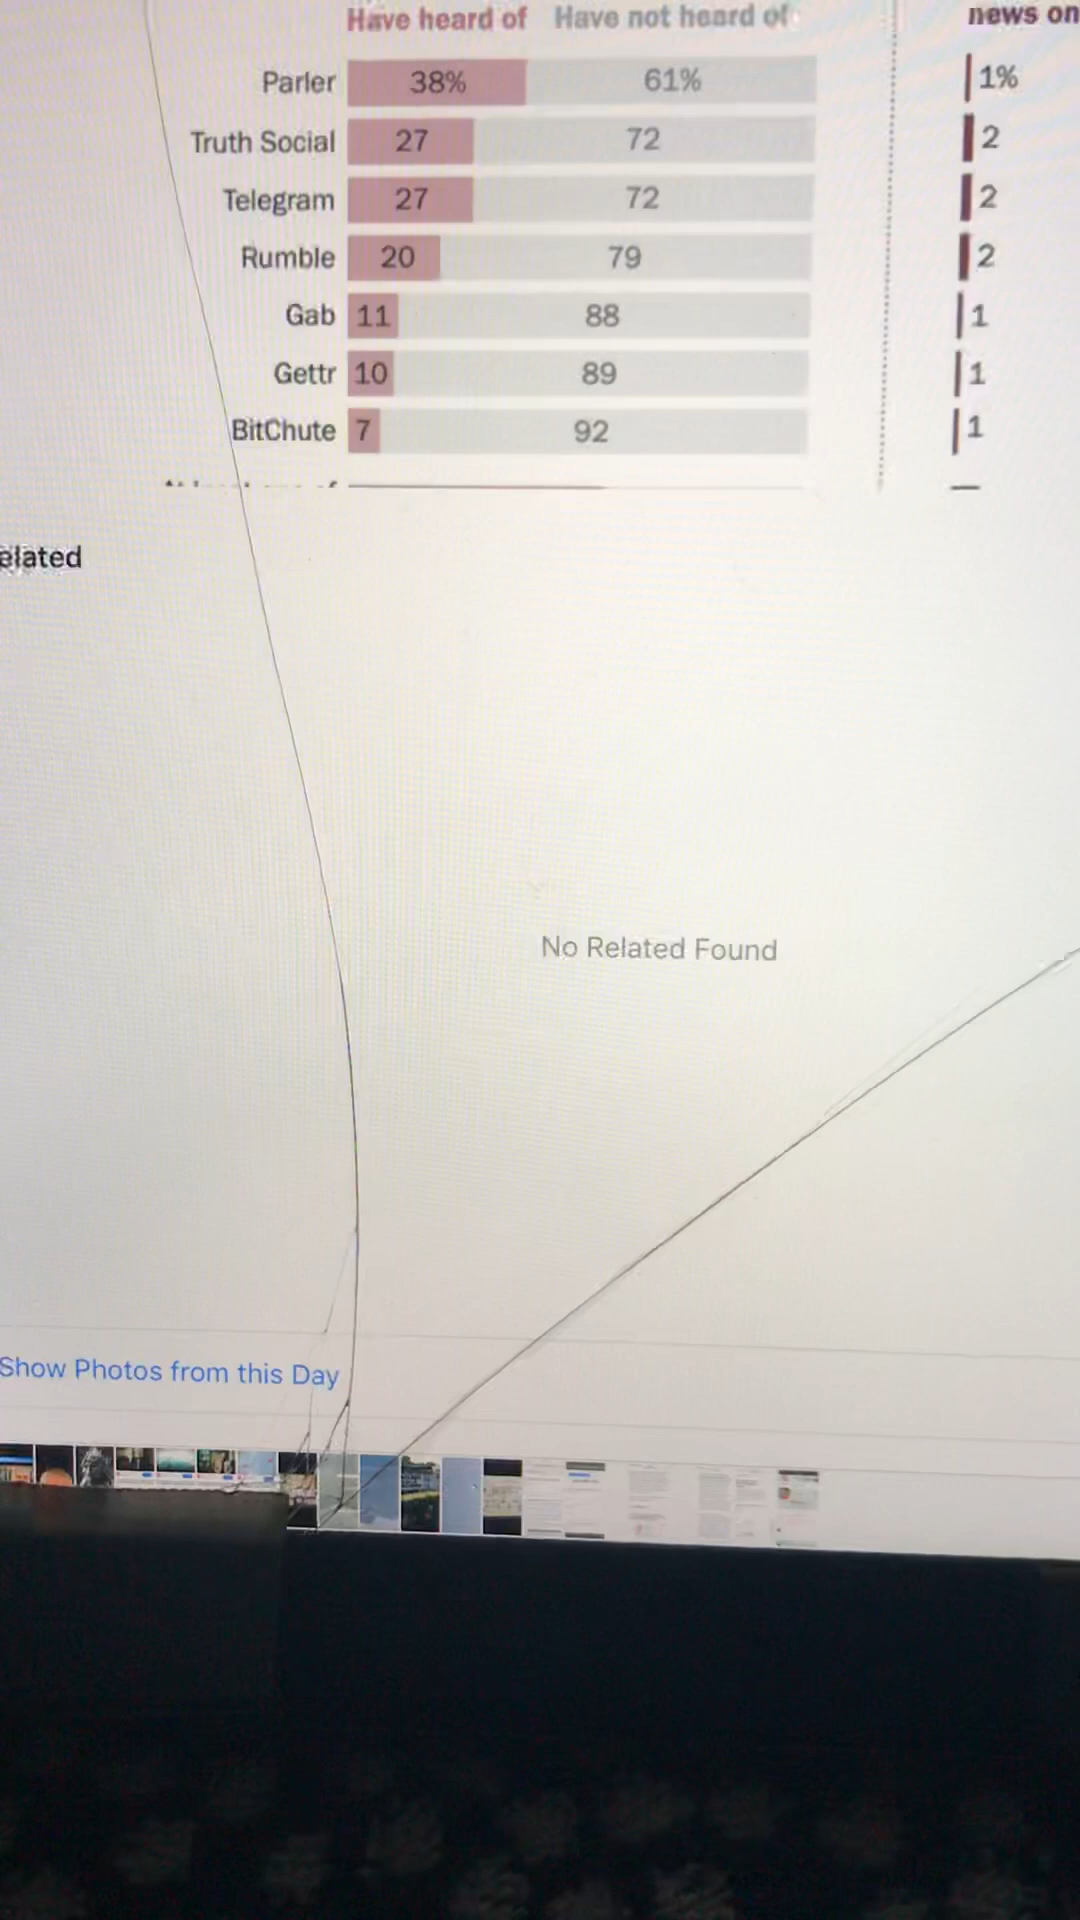 Have heard of Have not heard of news on
Parler 38% 61% 1%
Truth Social 27 72 2
Telegram 27 72 2
Rumble 20 79 2
Gab 11 88 1
Gettr 10 89 1
BitChute 7 92 1
elated
No Related Found
Show Photos from this Day